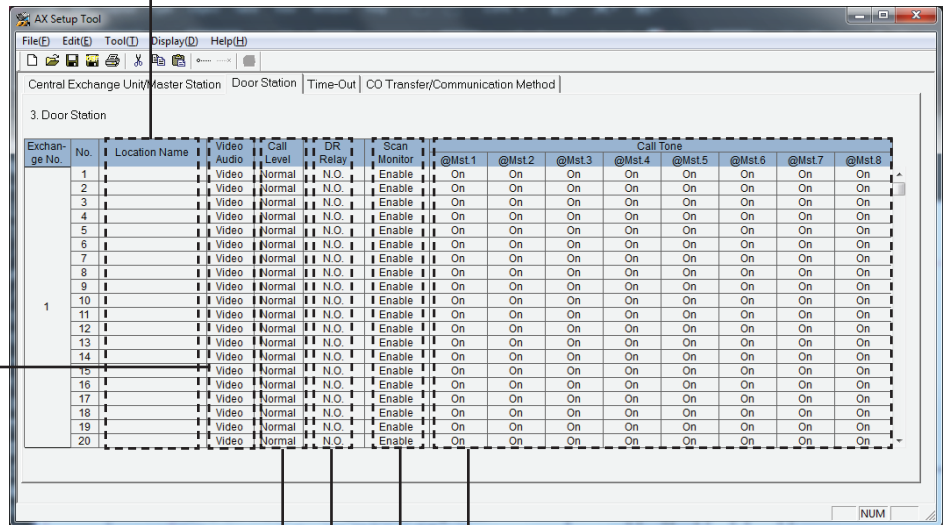 AX Setup Tool
File(F) Edit(E) Tool(T) Display(D) Help(H)
Central Exchange Unit/Master Station Door Station Time-Out CO Transfer/Communication Method
3. Door Station
Exchan-ge No. No. Location Name Video Audio Call Level DR Relay Scan Monitor Call Tone
@Mst.1 @Mst.2 @Mst.3 @Mst.4 @Mst.5 @Mst.6 @Mst.7 @Mst.8
1 Video Normal N.O. Enable On On On On On On On On
2 Video Normal N.O. Enable On On On On On On On On
3 Video Normal N.O. Enable On On On On On On On On
4 Video Normal N.O. Enable On On On On On On On On
5 Video Normal N.O. Enable On On On On On On On On
6 Video Normal N.O. Enable On On On On On On On On
7 Video Normal N.O. Enable On On On On On On On On
8 Video Normal N.O. Enable On On On On On On On On
9 Video Normal N.O. Enable On On On On On On On On
1 10 Video Normal N.O. Enable On On On On On On On On
11 Video Normal N.O. Enable On On On On On On On On
12 Video Normal N.O. Enable On On On On On On On On
13 Video Normal N.O. Enable On On On On On On On On
14 Video Normal N.O. Enable On On On On On On On On
15 Video Normal N.O. Enable On On On On On On On On
16 Video Normal N.O. Enable On On On On On On On On
17 Video Normal N.O. Enable On On On On On On On On
18 Video Normal N.O. Enable On On On On On On On On
19 Video Normal N.O. Enable On On On On On On On On
20 Video Normal N.O. Enable On On On On On On On On
NUM